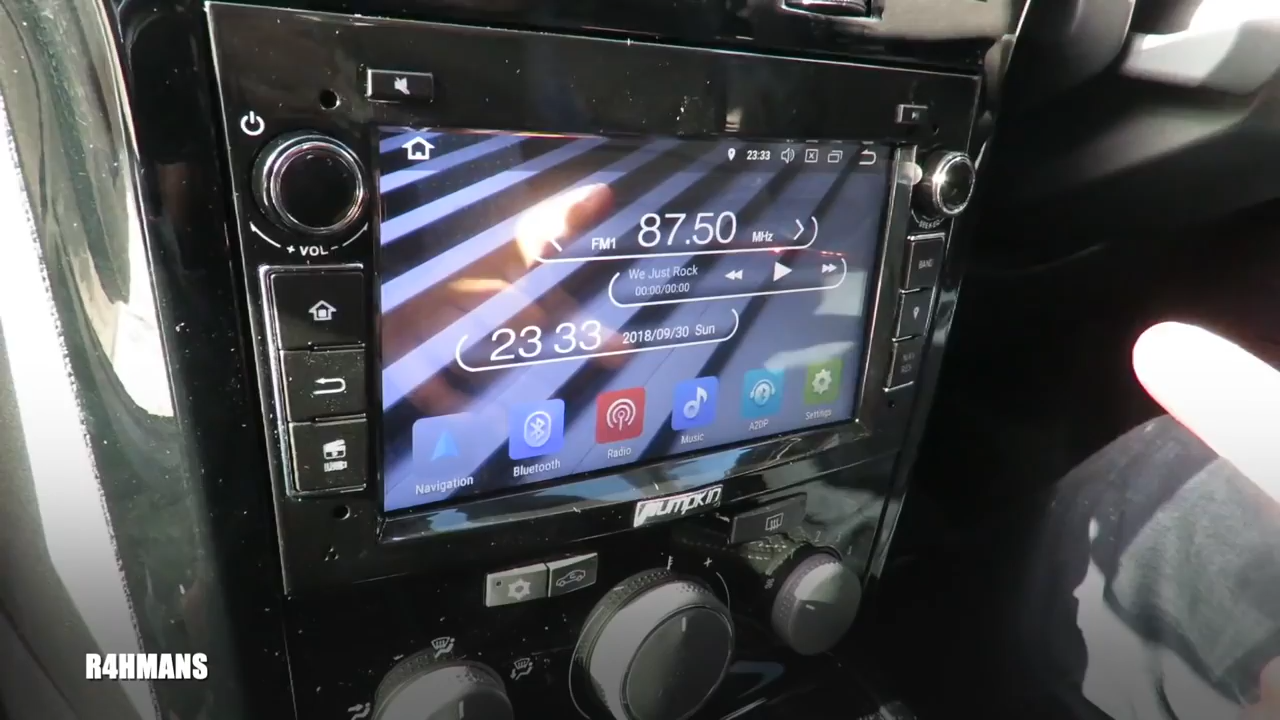 23:33
+ VOL -
FM1 87.50 MHz
BAND
We Just Rock
00:00/00:00
23 33 2018/09/30 Sun
Navigation
Bluetooth
Radio
Music
A2DP
Settings
PUMPKIN
R4HMANS